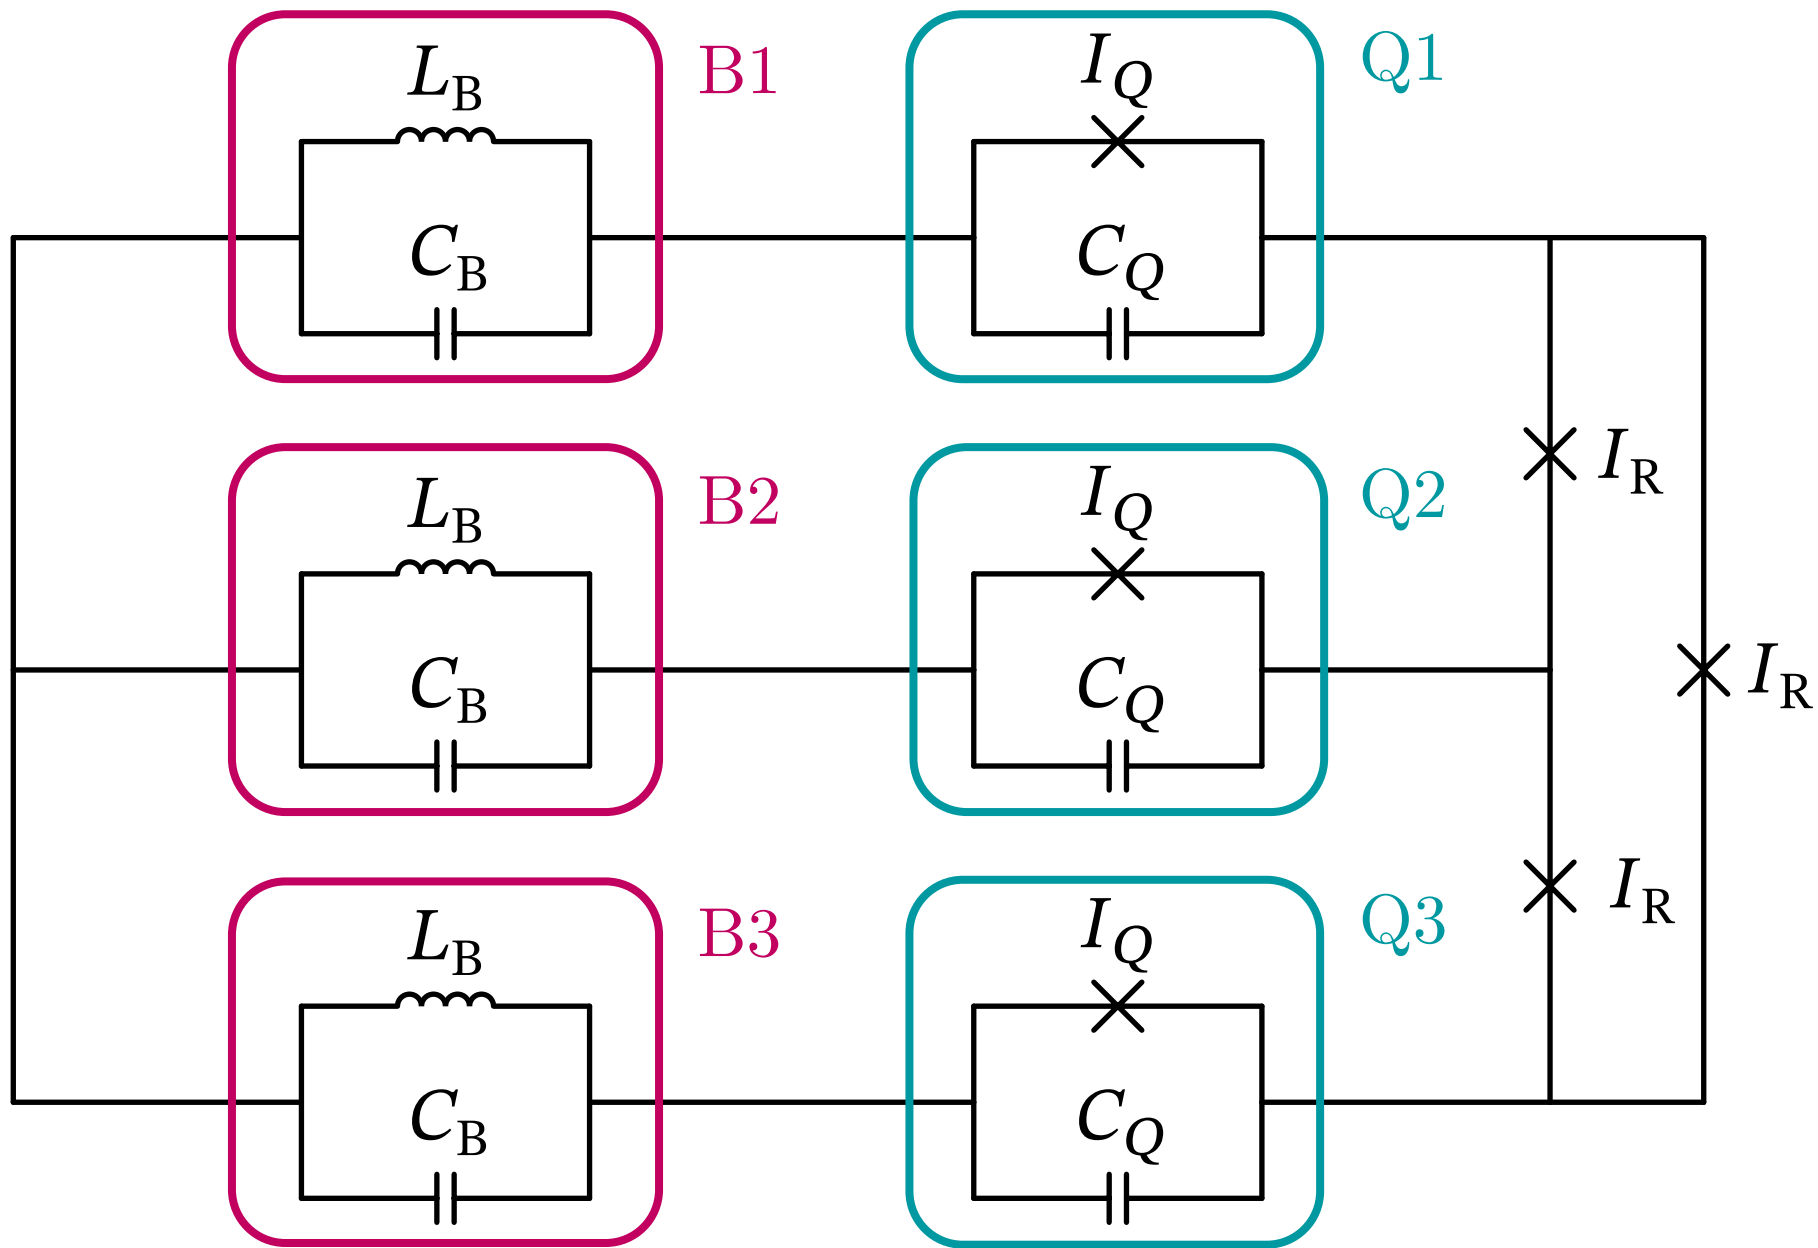 L_B
B1
I_Q
Q1
C_B
C_Q
I_R
L_B
B2
I_Q
Q2
C_B
C_Q
I_R
I_R
L_B
B3
I_Q
Q3
C_B
C_Q